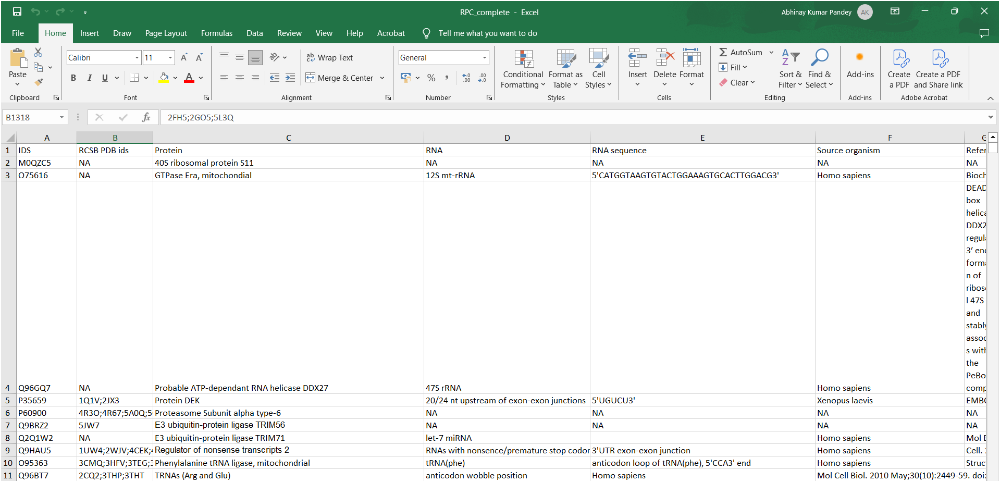 RPC_complete - Excel
Abhinay Kumar Pandey AK
File Home Insert Draw Page Layout Formulas Data Review View Help Acrobat Tell me what you want to do
Calibri 11 ab Wrap Text General AutoSum
Paste B I U A Merge & Center % Conditional Formatting Format as Table Cell Styles Insert Delete Format Fill Clear Sort & Filter Find & Select Add-ins Create a PDF Create a PDF and Share link
Clipboard Font Alignment Number Styles Cells Editing Add-ins Adobe Acrobat
B1318 fx 2FH5;2GO5;5L3Q
A B C D E F
1 IDS RCSB PDB ids Protein RNA RNA sequence Source organism Refer
2 M0QZC5 NA 40S ribosomal protein S11 NA NA NA NA
3 O75616 NA GTPase Era, mitochondial 12S mt-rRNA 5'CATGGTAAGTGTACTGGAAAGTGCACTTGGACG3' Homo sapiens Bioch
DEAD
box
helica
DDX2
regula
3′ end
forma
n of
ribos
l 47S
and
stably
assoc
s with
the
PeBo
4 Q96GQ7 NA Probable ATP-dependant RNA helicase DDX27 47S rRNA Homo sapiens comp
5 P35659 1Q1V;2JX3 Protein DEK 20/24 nt upstream of exon-exon junctions 5'UGUCU3' Xenopus laevis EMBO
6 P60900 4R3O;4R67;5A0Q;5 Proteasome Subunit alpha type-6 NA NA NA NA
7 Q9BRZ2 5JW7 E3 ubiquitin-protein ligase TRIM56 NA NA NA NA
8 Q2Q1W2 NA E3 ubiquitin-protein ligase TRIM71 let-7 miRNA Homo sapiens Mol B
9 Q9HAU5 1UW4;2WJV;4CEK; Regulator of nonsense transcripts 2 RNAs with nonsence/premature stop codon 3'UTR exon-exon junction Homo sapiens Cell.
10 O95363 3CMQ;3HFV;3TEG;3 Phenylalanine tRNA ligase, mitochondrial tRNA(phe) anticodon loop of tRNA(phe), 5'CCA3' end Homo sapiens Struc
11 Q96BT7 2CQ2;3THP;3THT TRNAs (Arg and Glu) anticodon wobble position Homo sapiens Mol Cell Biol. 2010 May;30(10):2449-59. doi: